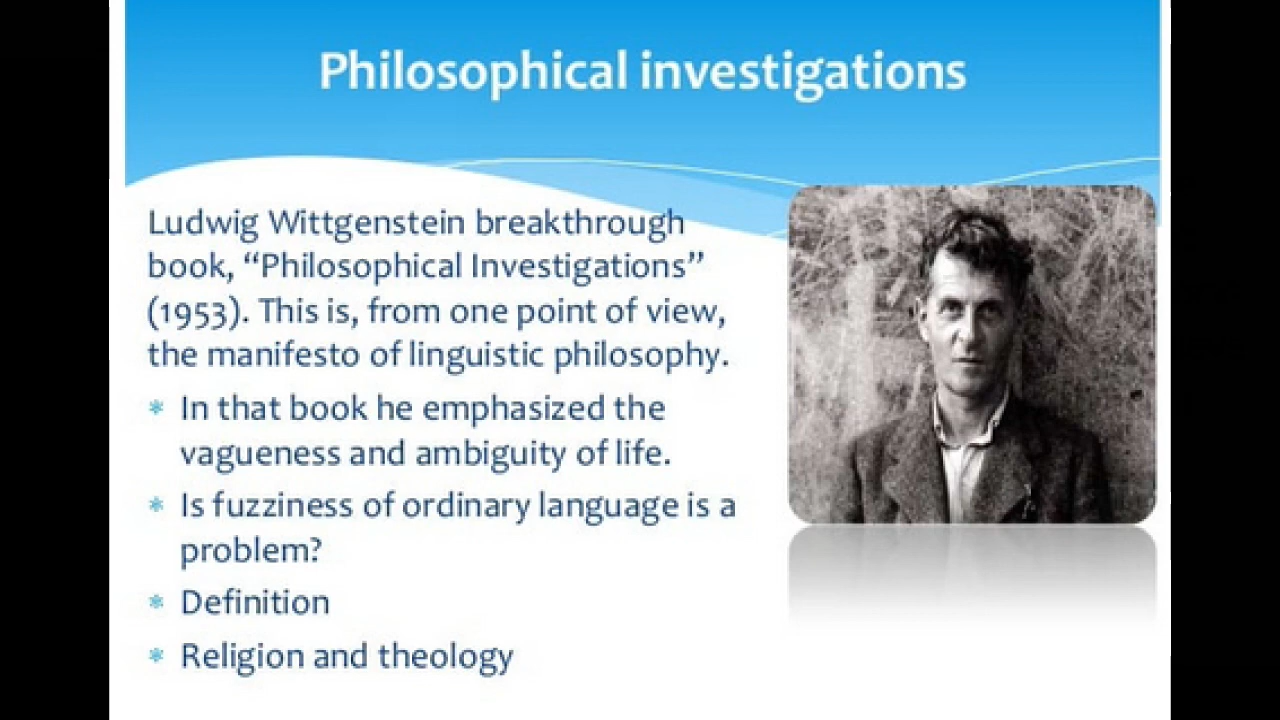 Philosophical investigations
Ludwig Wittgenstein breakthrough
book, “Philosophical Investigations”
(1953). This is, from one point of view,
the manifesto of linguistic philosophy.
In that book he emphasized the
vagueness and ambiguity of life.
Is fuzziness of ordinary language is a
problem?
Definition
Religion and theology